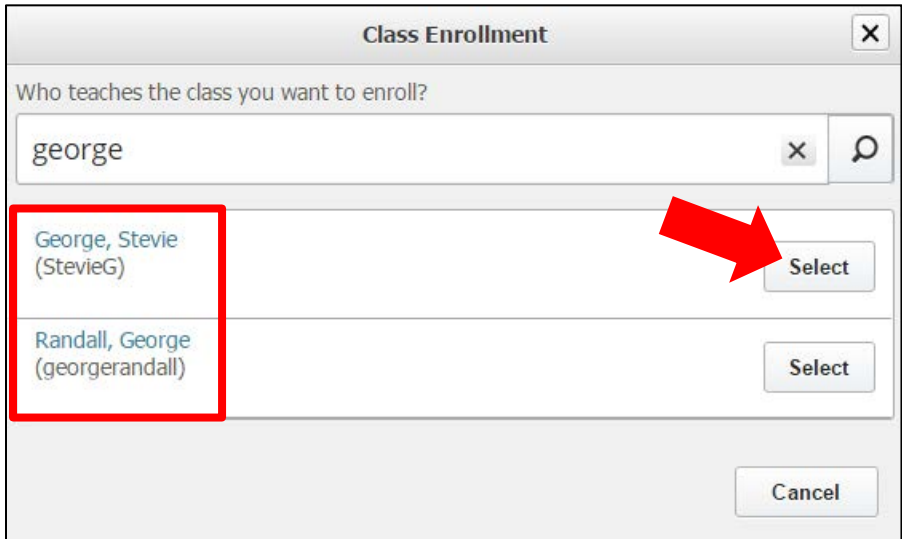 Class Enrollment
Who teaches the class you want to enroll?
george
George, Stevie
(StevieG)
Select
Randall, George
(georgerandall)
Select
Cancel